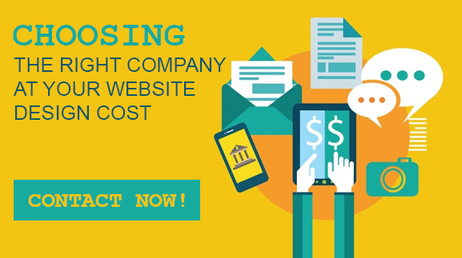 CHOOSING
THE RIGHT COMPANY
AT YOUR WEBSITE
DESIGN COST
CONTACT NOW!
$$